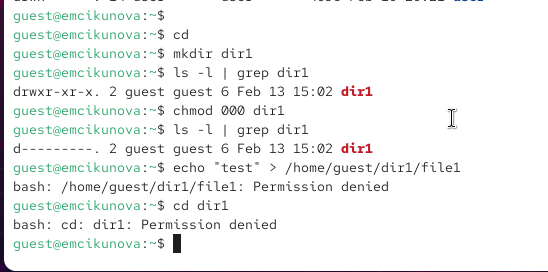 guest@emcikunova:~$
guest@emcikunova:~$ cd
guest@emcikunova:~$ mkdir dir1
guest@emcikunova:~$ ls -l | grep dir1
drwxr-xr-x. 2 guest guest 6 Feb 13 15:02 dir1
guest@emcikunova:~$ chmod 000 dir1
guest@emcikunova:~$ ls -l | grep dir1
d---------. 2 guest guest 6 Feb 13 15:02 dir1
guest@emcikunova:~$ echo "test" > /home/guest/dir1/file1
bash: /home/guest/dir1/file1: Permission denied
guest@emcikunova:~$ cd dir1
bash: cd: dir1: Permission denied
guest@emcikunova:~$